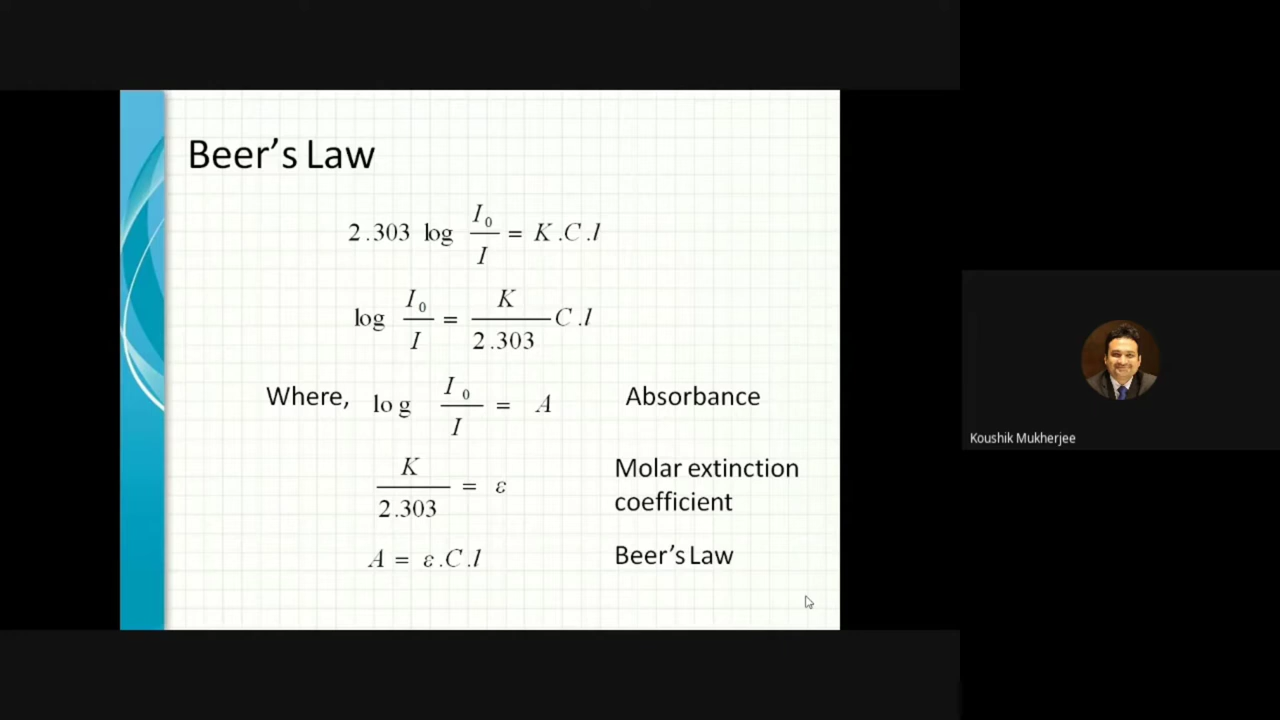 Beer's Law
2.303 log I₀/I = K.C.l
log I₀/I = K/2.303 C.l
Where, log I₀/I = A Absorbance
K/2.303 = ε Molar extinction
coefficient
A = ε.C.l Beer's Law
Koushik Mukherjee